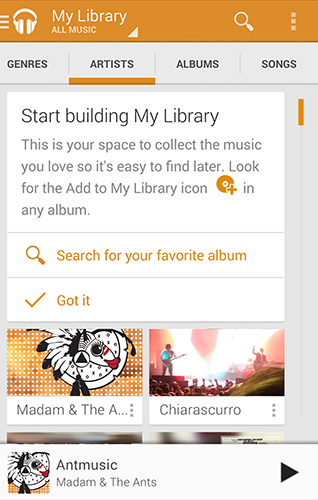 My Library
ALL MUSIC
GENRES ARTISTS ALBUMS SONGS
Start building My Library
This is your space to collect the music
you love so it's easy to find later. Look
for the Add to My Library icon in
any album.
Search for your favorite album
Got it
Madam & The A... Chiarascurro
Antmusic
Madam & The Ants